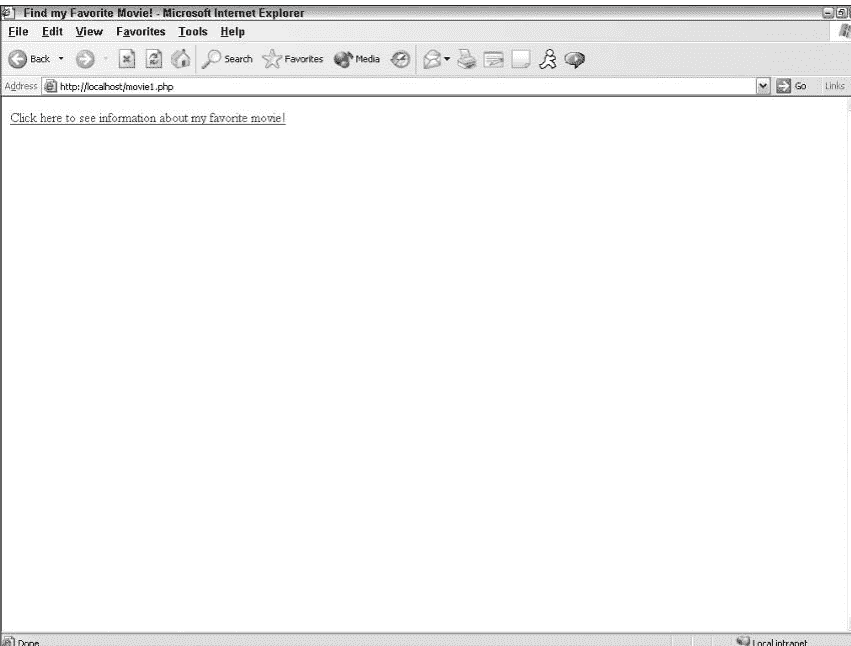 Find my Favorite Movie! - Microsoft Internet Explorer
File Edit View Favorites Tools Help
Back Search Favorites Media
Address http://localhost/movie1.php Go Links
Click here to see information about my favorite movie!
Done Local intranet